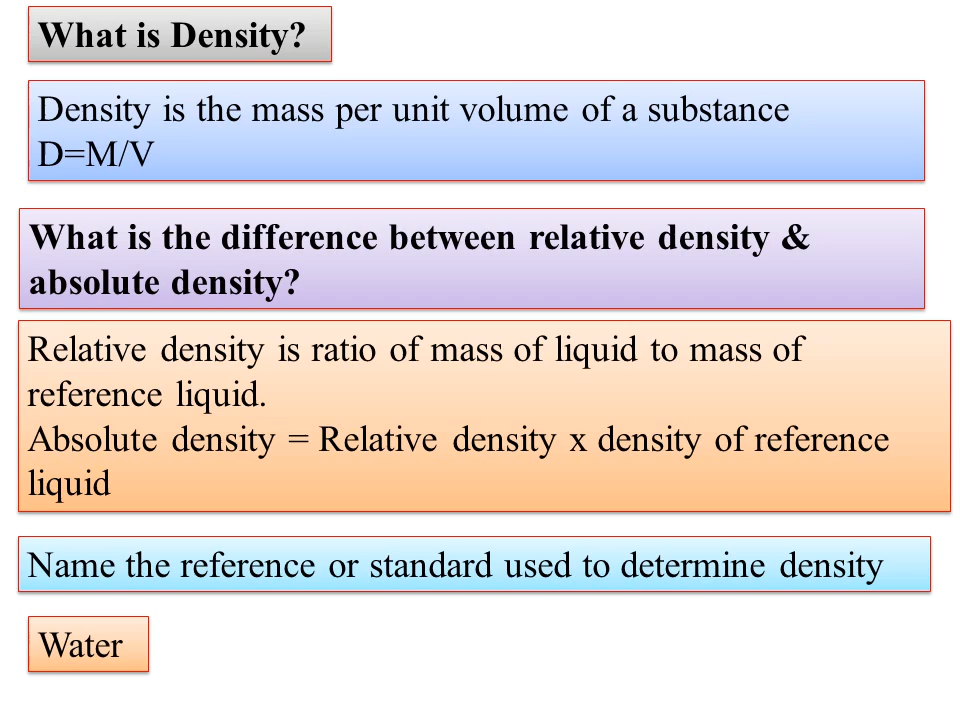 What is Density?
Density is the mass per unit volume of a substance
D=M/V
What is the difference between relative density &
absolute density?
Relative density is ratio of mass of liquid to mass of
reference liquid.
Absolute density = Relative density x density of reference
liquid
Name the reference or standard used to determine density
Water